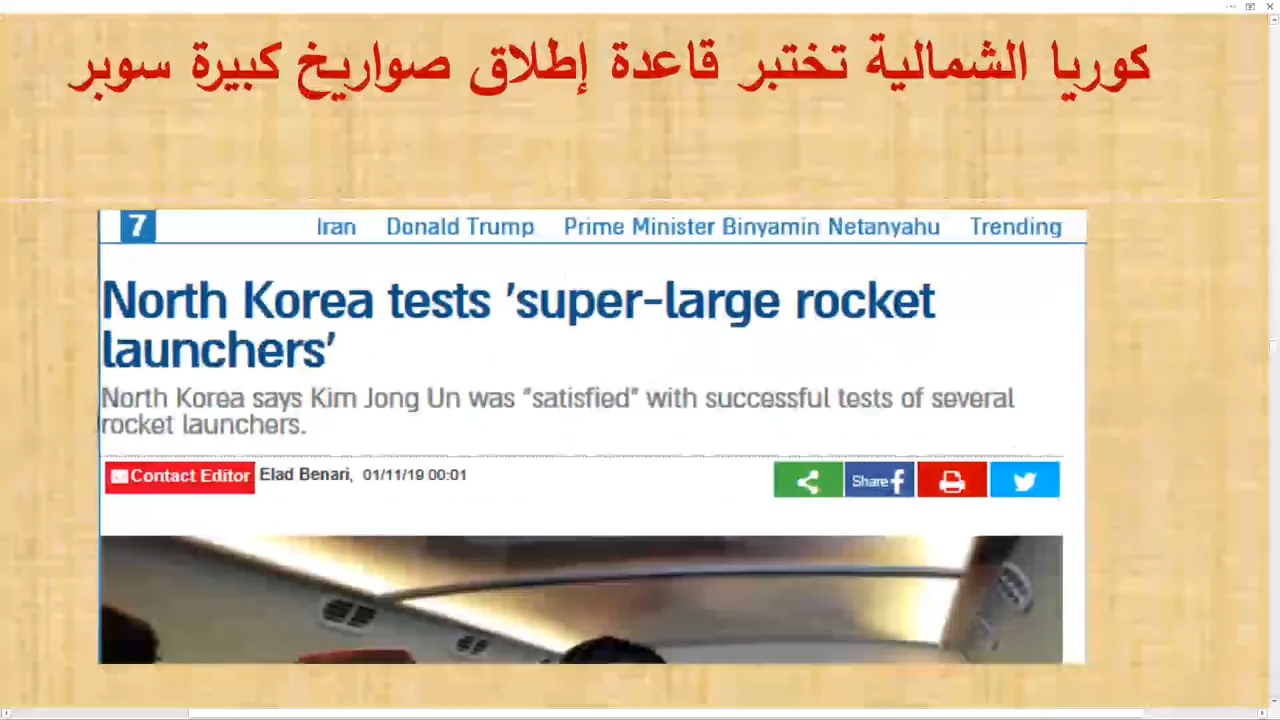 كوريا الشمالية تختبر قاعدة إطلاق صواريخ كبيرة سوبر
7 Iran Donald Trump Prime Minister Binyamin Netanyahu Trending
North Korea tests 'super-large rocket
launchers'
North Korea says Kim Jong Un was "satisfied" with successful tests of several
rocket launchers.
Contact Editor Elad Benari, 01/11/19 00:01 Share